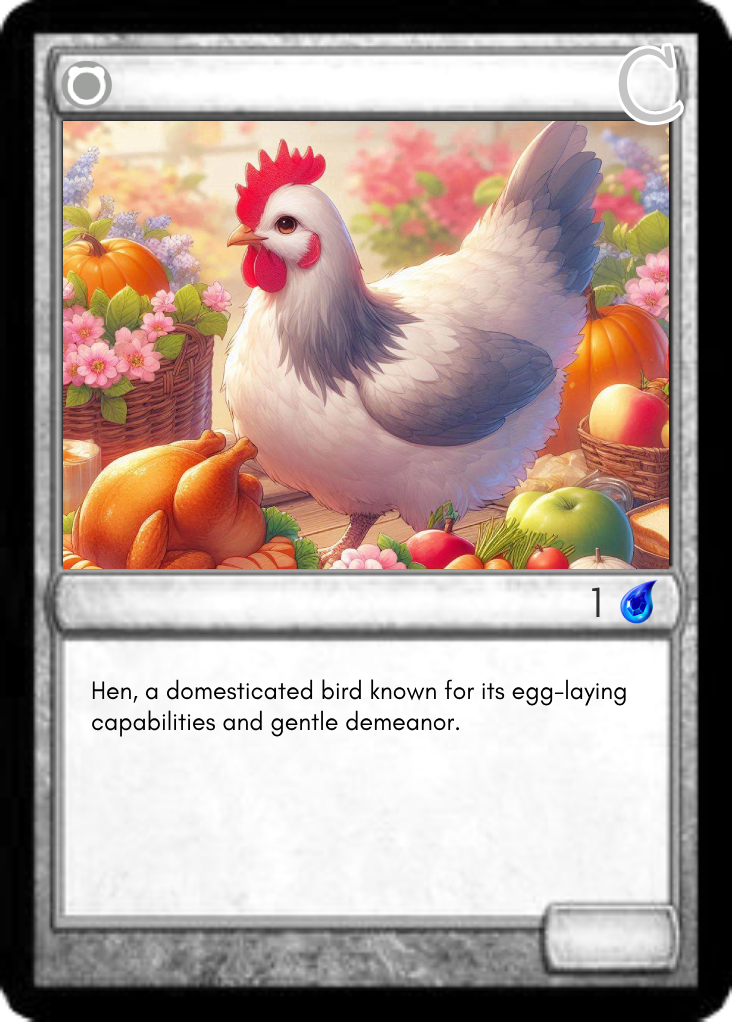 C
1
Hen, a domesticated bird known for its egg-laying
capabilities and gentle demeanor.